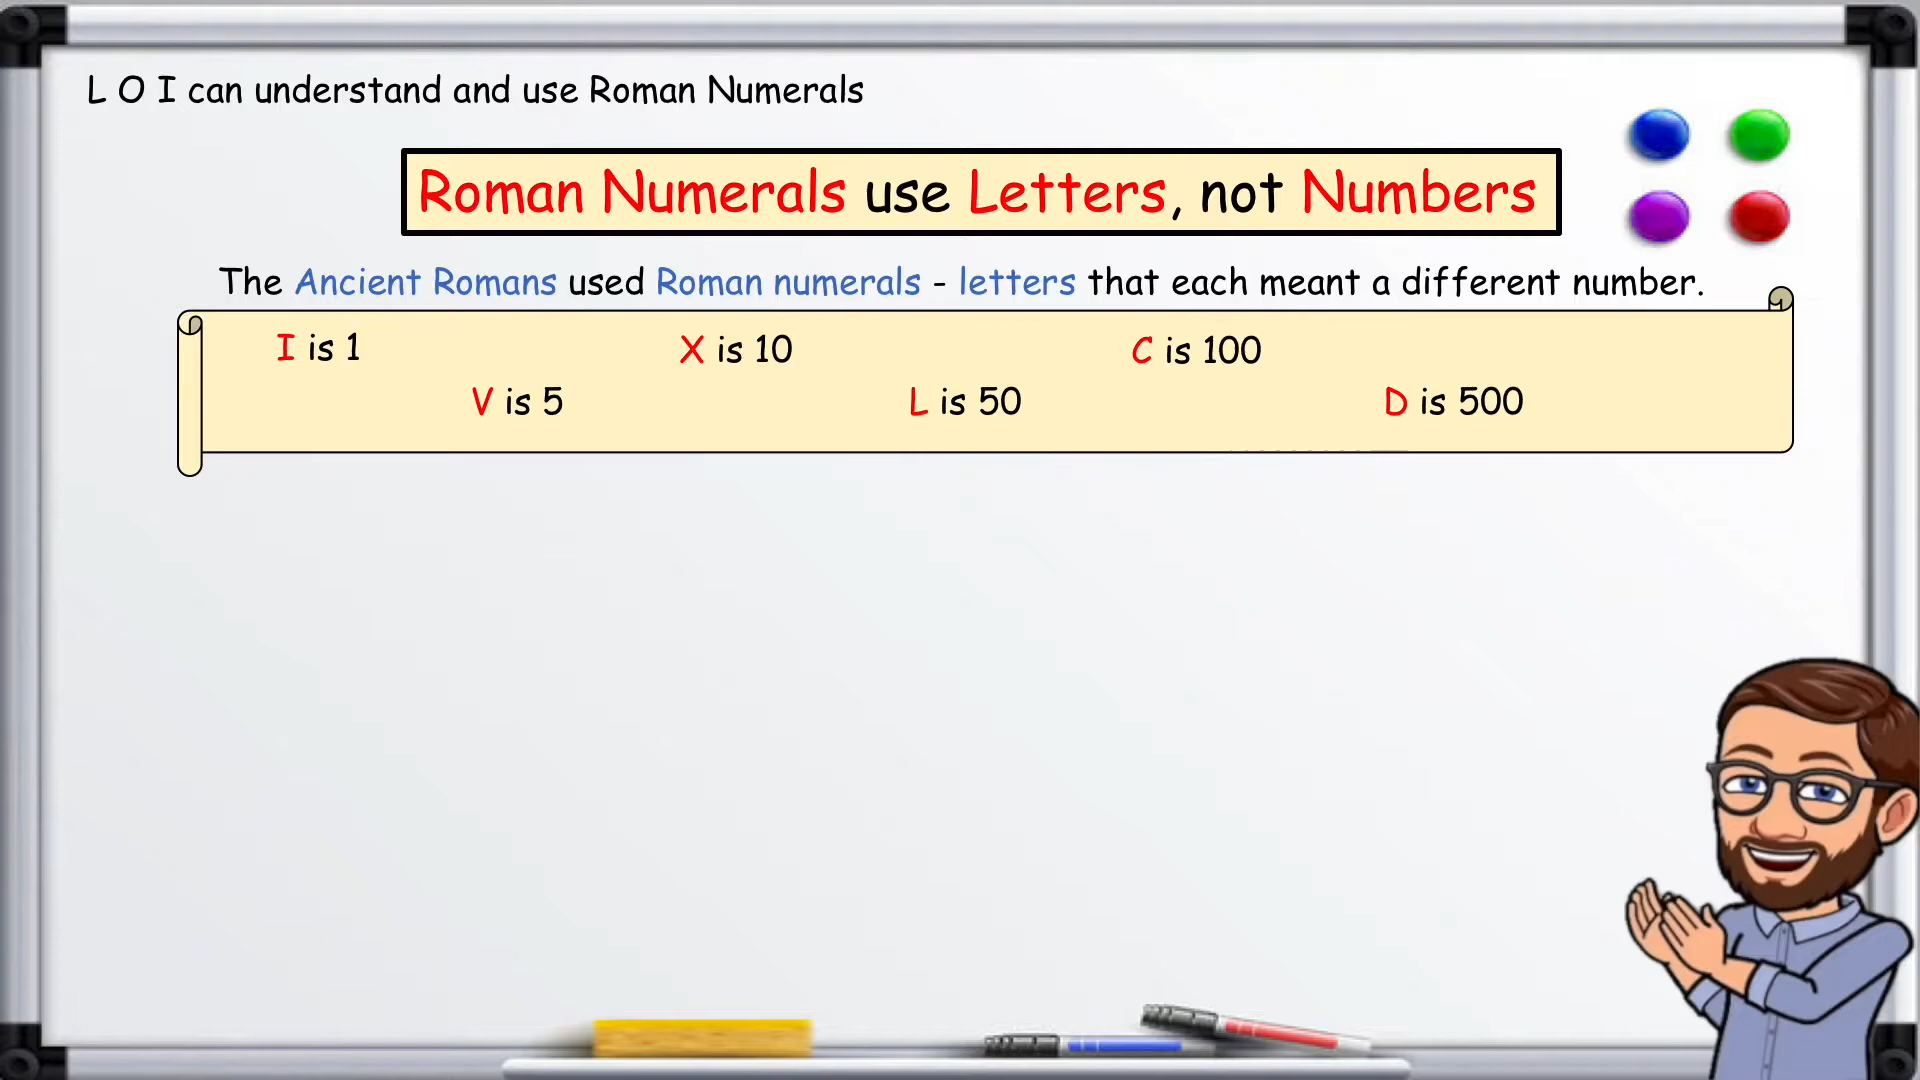 L O I can understand and use Roman Numerals
Roman Numerals use Letters, not Numbers
The Ancient Romans used Roman numerals - letters that each meant a different number.
I is 1 X is 10 C is 100
V is 5 L is 50 D is 500